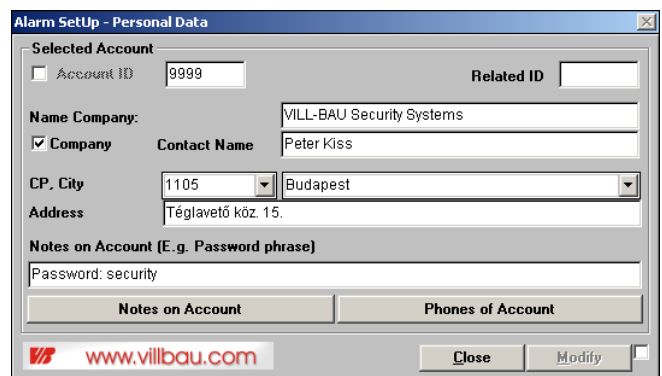 Alarm SetUp - Personal Data
Selected Account
Account ID 9999 Related ID
Name Company: VILL-BAU Security Systems
Company Contact Name Peter Kiss
CP, City 1105 Budapest
Address Téglavető köz. 15.
Notes on Account (E.g. Password phrase)
Password: security
Notes on Account Phones of Account
VB www.villbau.com Close Modify